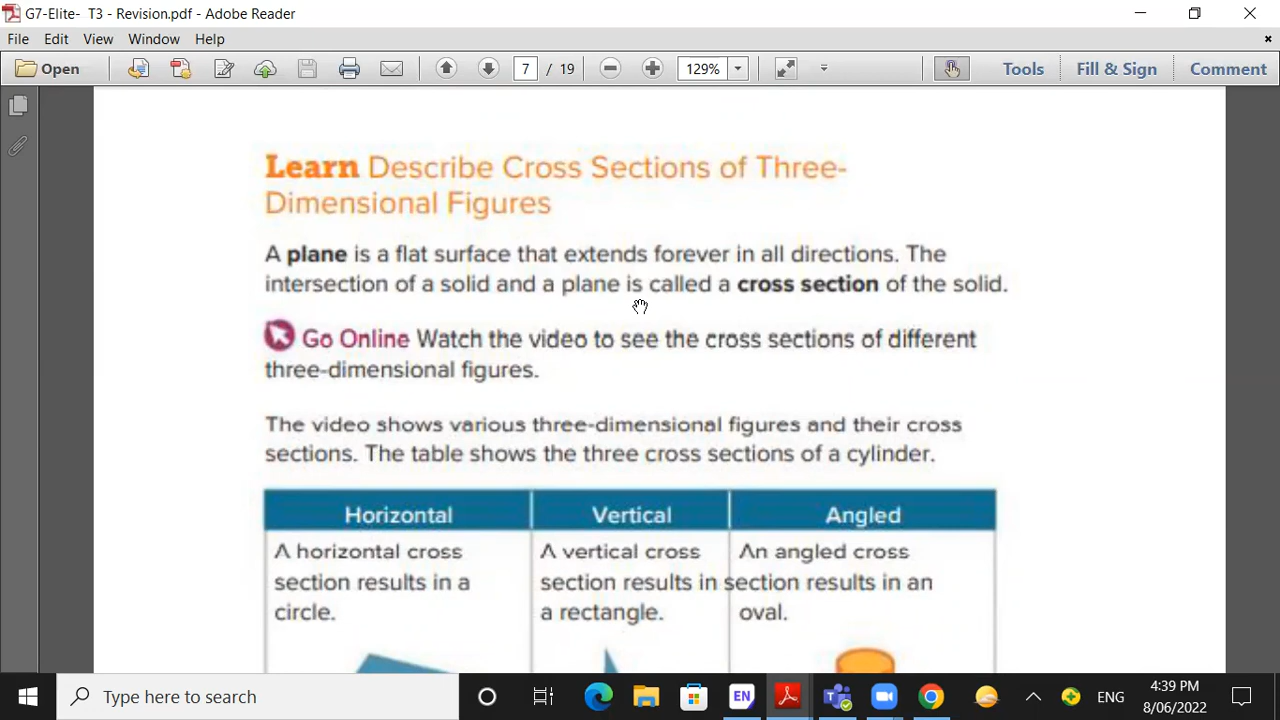 G7-Elite- T3 - Revision.pdf - Adobe Reader
File Edit View Window Help
Open 7 / 19 129% Tools Fill & Sign Comment
Learn Describe Cross Sections of Three-
Dimensional Figures
A plane is a flat surface that extends forever in all directions. The
intersection of a solid and a plane is called a cross section of the solid.
Go Online Watch the video to see the cross sections of different
three-dimensional figures.
The video shows various three-dimensional figures and their cross
sections. The table shows the three cross sections of a cylinder.
Horizontal Vertical Angled
A horizontal cross
section results in a
circle.
A vertical cross
section results in
a rectangle.
An angled cross
section results in an
oval.
Type here to search
EN
ENG
4:39 PM
8/06/2022